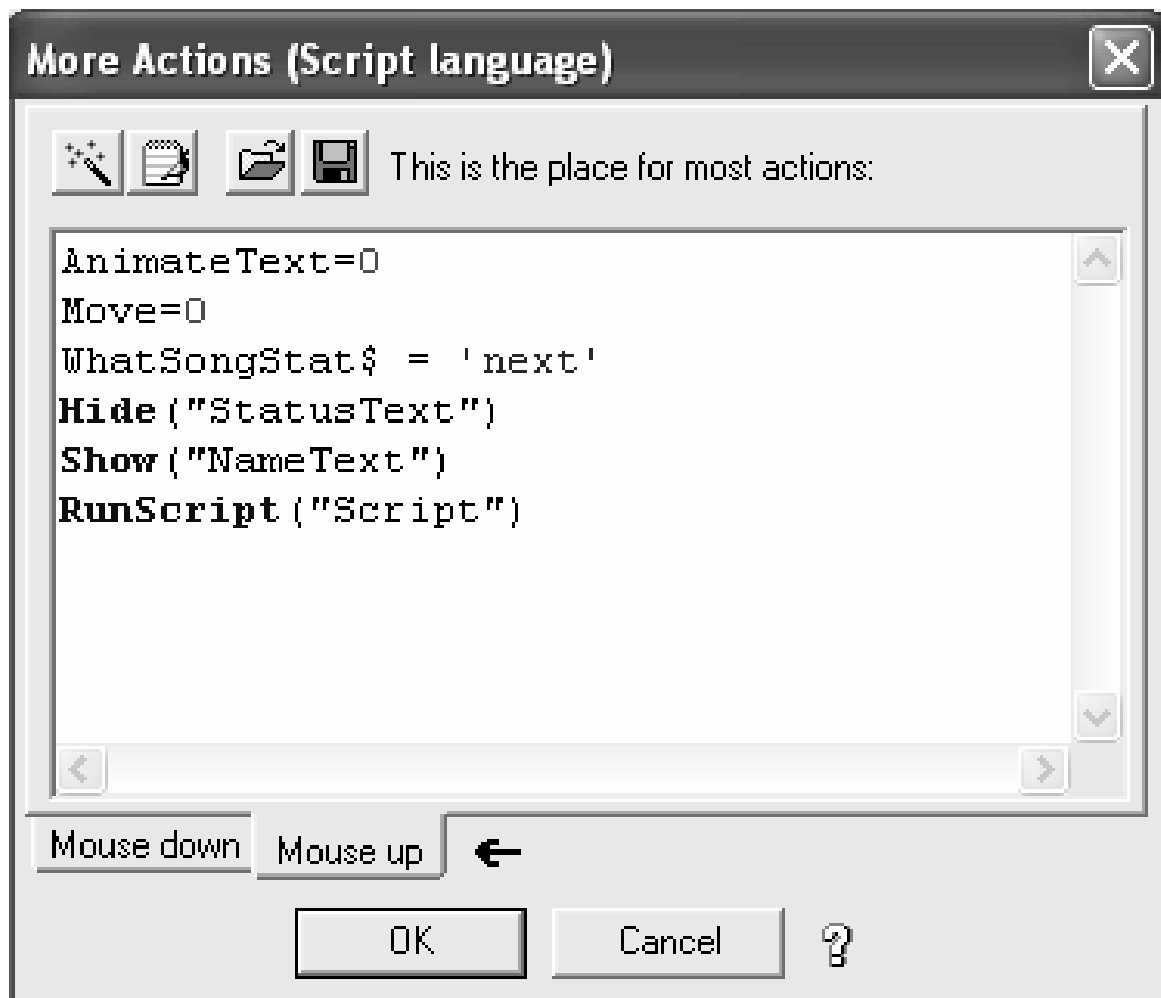 More Actions (Script language)
This is the place for most actions:
AnimateText=0
Move=0
WhatSongStat$ = 'next'
Hide("StatusText")
Show("NameText")
RunScript("Script")
Mouse down Mouse up
OK Cancel ?